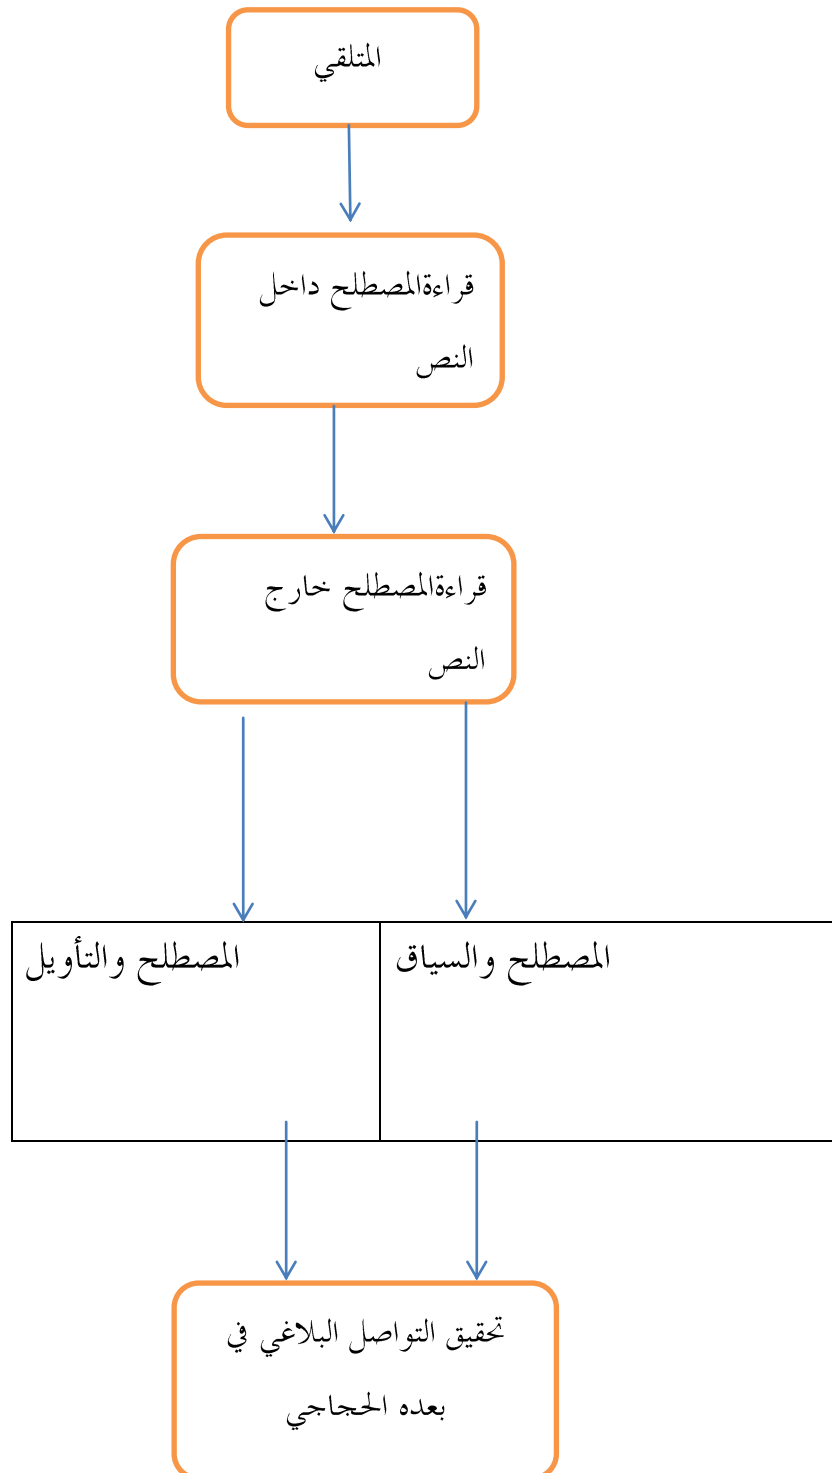 المتلقي
قراءةالمصطلح داخل
النص
قراءةالمصطلح خارج
النص
المصطلح والسياق
المصطلح والتأويل
تحقيق التواصل البلاغي في
بعده الحجاجي